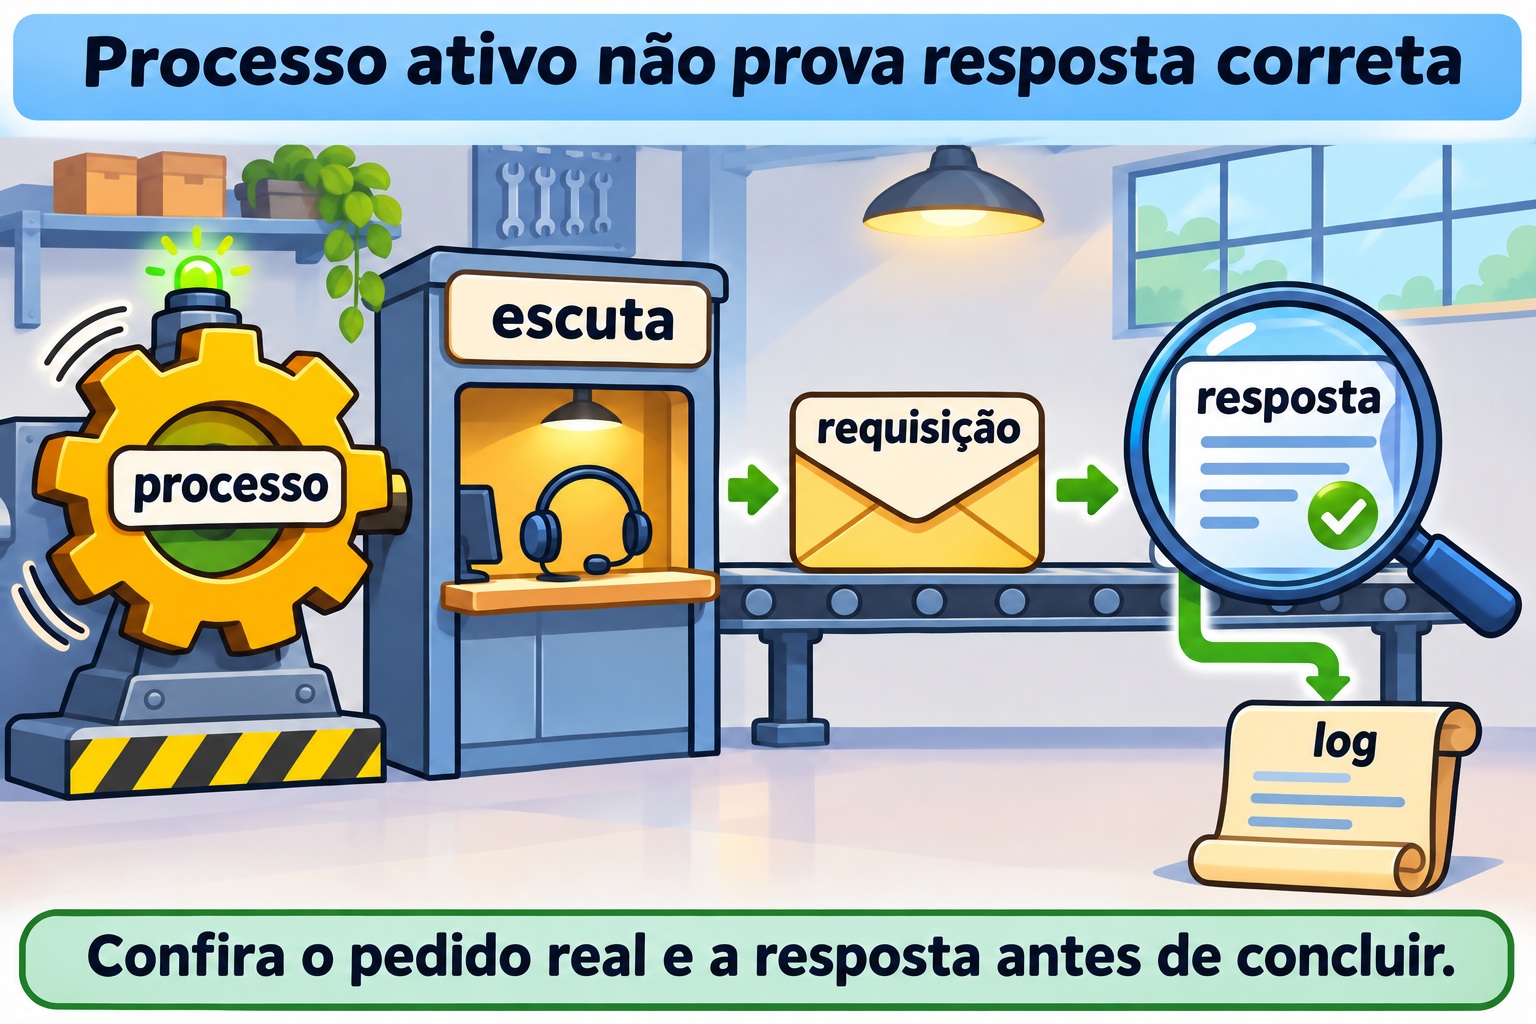 Processo ativo não prova resposta correta
escuta
processo
requisição
resposta
log
Confira o pedido real e a resposta antes de concluir.